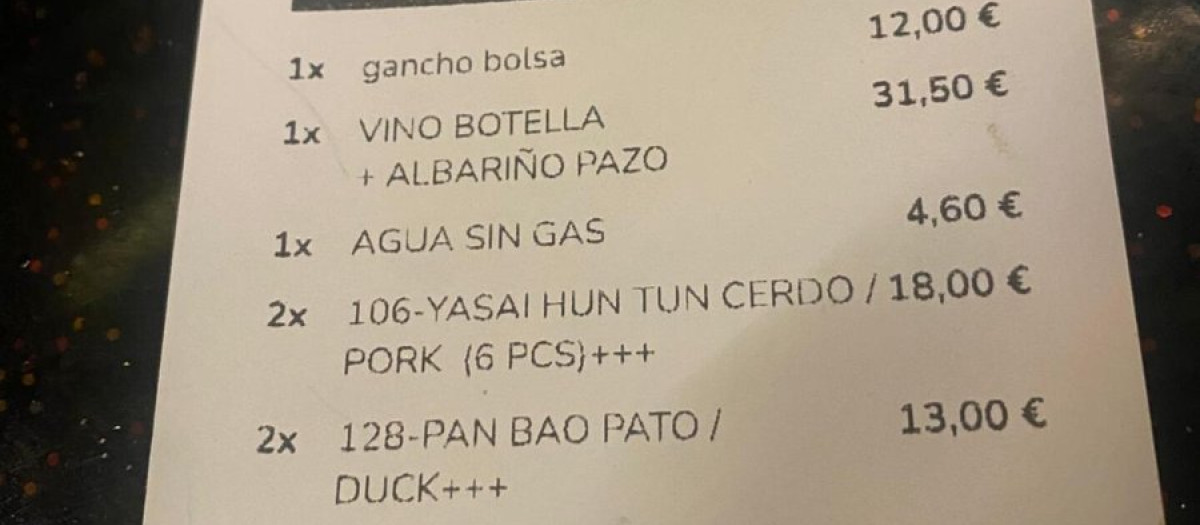 1x gancho bolsa 12,00 €
1x VINO BOTELLA 31,50 €
+ ALBARIÑO PAZO
1x AGUA SIN GAS 4,60 €
2x 106-YASAI HUN TUN CERDO / 18,00 €
PORK (6 PCS)+++
2x 128-PAN BAO PATO / 13,00 €
DUCK+++